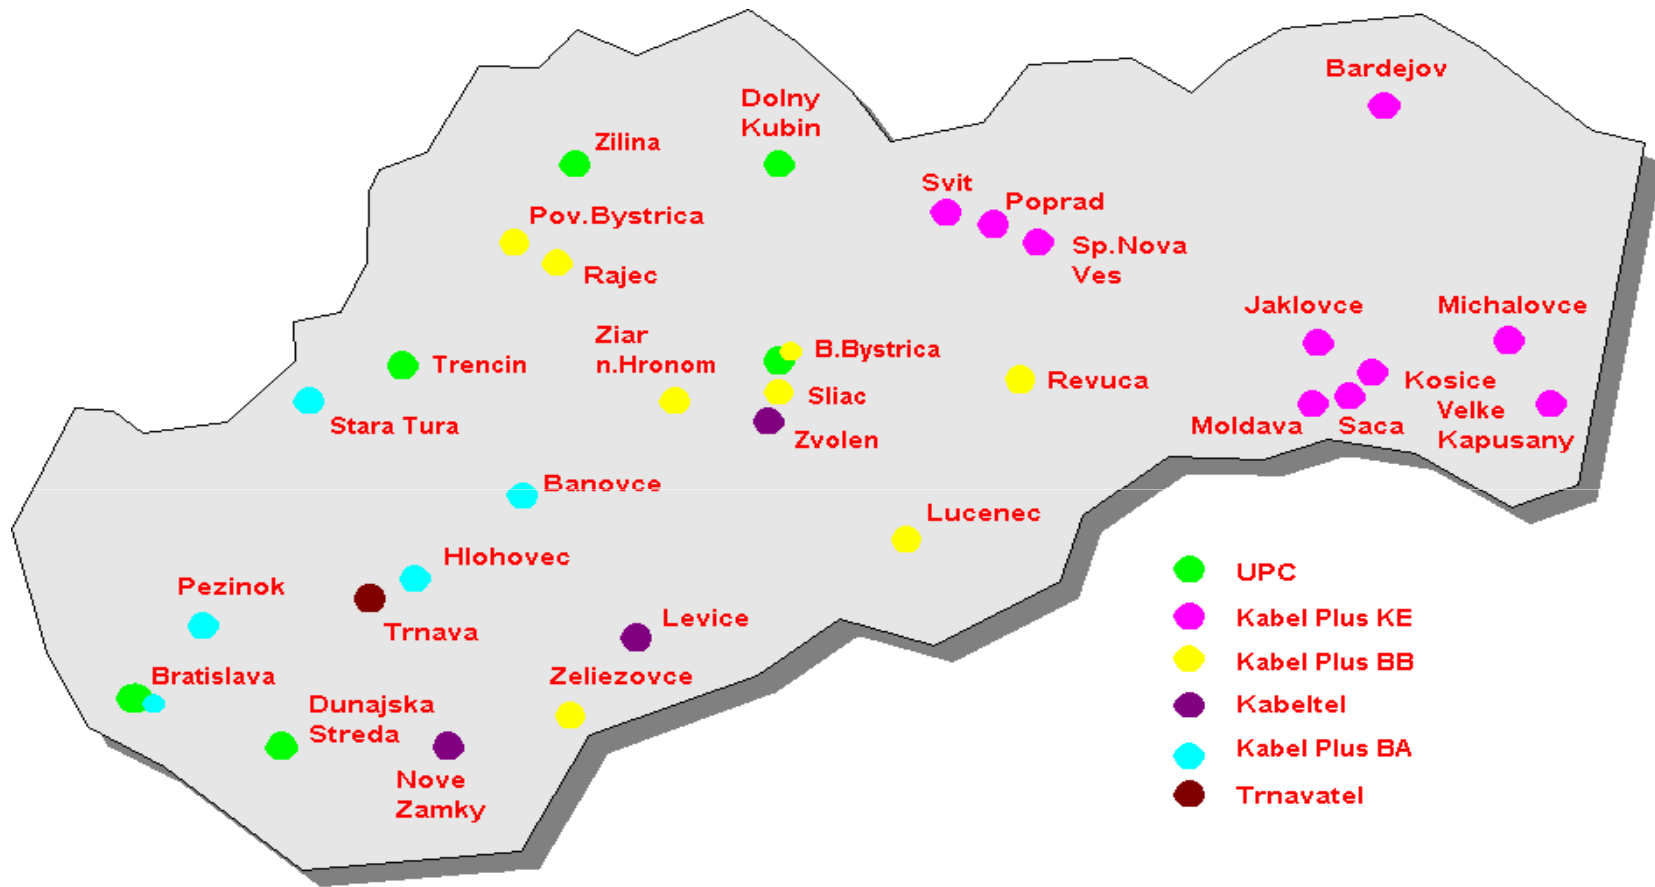 Bardejov
Dolny
Kubin
Zilina
Svit
Poprad
Pov.Bystrica
Sp.Nova
Ves
Rajec
Jaklovce
Michalovce
Ziar
n.Hronom
B.Bystrica
Trencin
Revuca
Kosice
Sliac
Velke
Kapusany
Stara Tura
Zvolen
Moldava
Saca
Banovce
Lucenec
Hlohovec
Pezinok
Levice
Trnava
Bratislava
Zeliezovce
Dunajska
Streda
Nove
Zamky
UPC
Kabel Plus KE
Kabel Plus BB
Kabeltel
Kabel Plus BA
Trnavatel